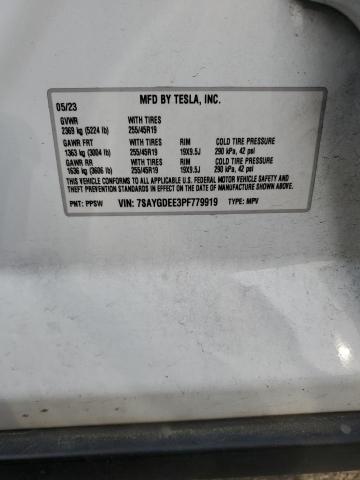 MFD BY TESLA, INC.
05/23
GVWR WITH TIRES
2369 kg (5224 lb) 255/45R19
GAWR FRT WITH TIRES RIM COLD TIRE PRESSURE
1363 kg (3004 lb) 255/45R19 19X9.5J 290 kPa, 42 psi
GAWR RR WITH TIRES RIM COLD TIRE PRESSURE
1636 kg (3606 lb) 255/45R19 19X9.5J 290 kPa, 42 psi
THIS VEHICLE CONFORMS TO ALL APPLICABLE U.S. FEDERAL MOTOR VEHICLE SAFETY AND
THEFT PREVENTION STANDARDS IN EFFECT ON THE DATE OF MANUFACTURE SHOWN ABOVE.
PNT: PPSW VIN: 7SAYGDEE3PF779919 TYPE: MPV